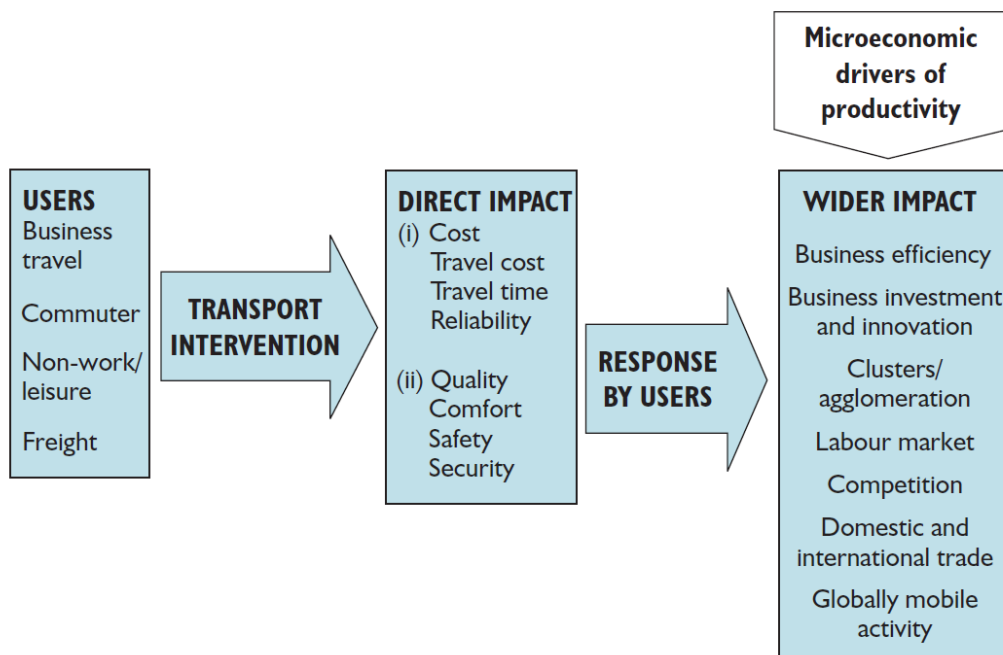 Microeconomic
drivers of
productivity
USERS
Business
travel
Commuter
Non-work/
leisure
Freight
TRANSPORT
INTERVENTION
DIRECT IMPACT
(i) Cost
Travel cost
Travel time
Reliability
(ii) Quality
Comfort
Safety
Security
RESPONSE
BY USERS
WIDER IMPACT
Business efficiency
Business investment
and innovation
Clusters/
agglomeration
Labour market
Competition
Domestic and
international trade
Globally mobile
activity